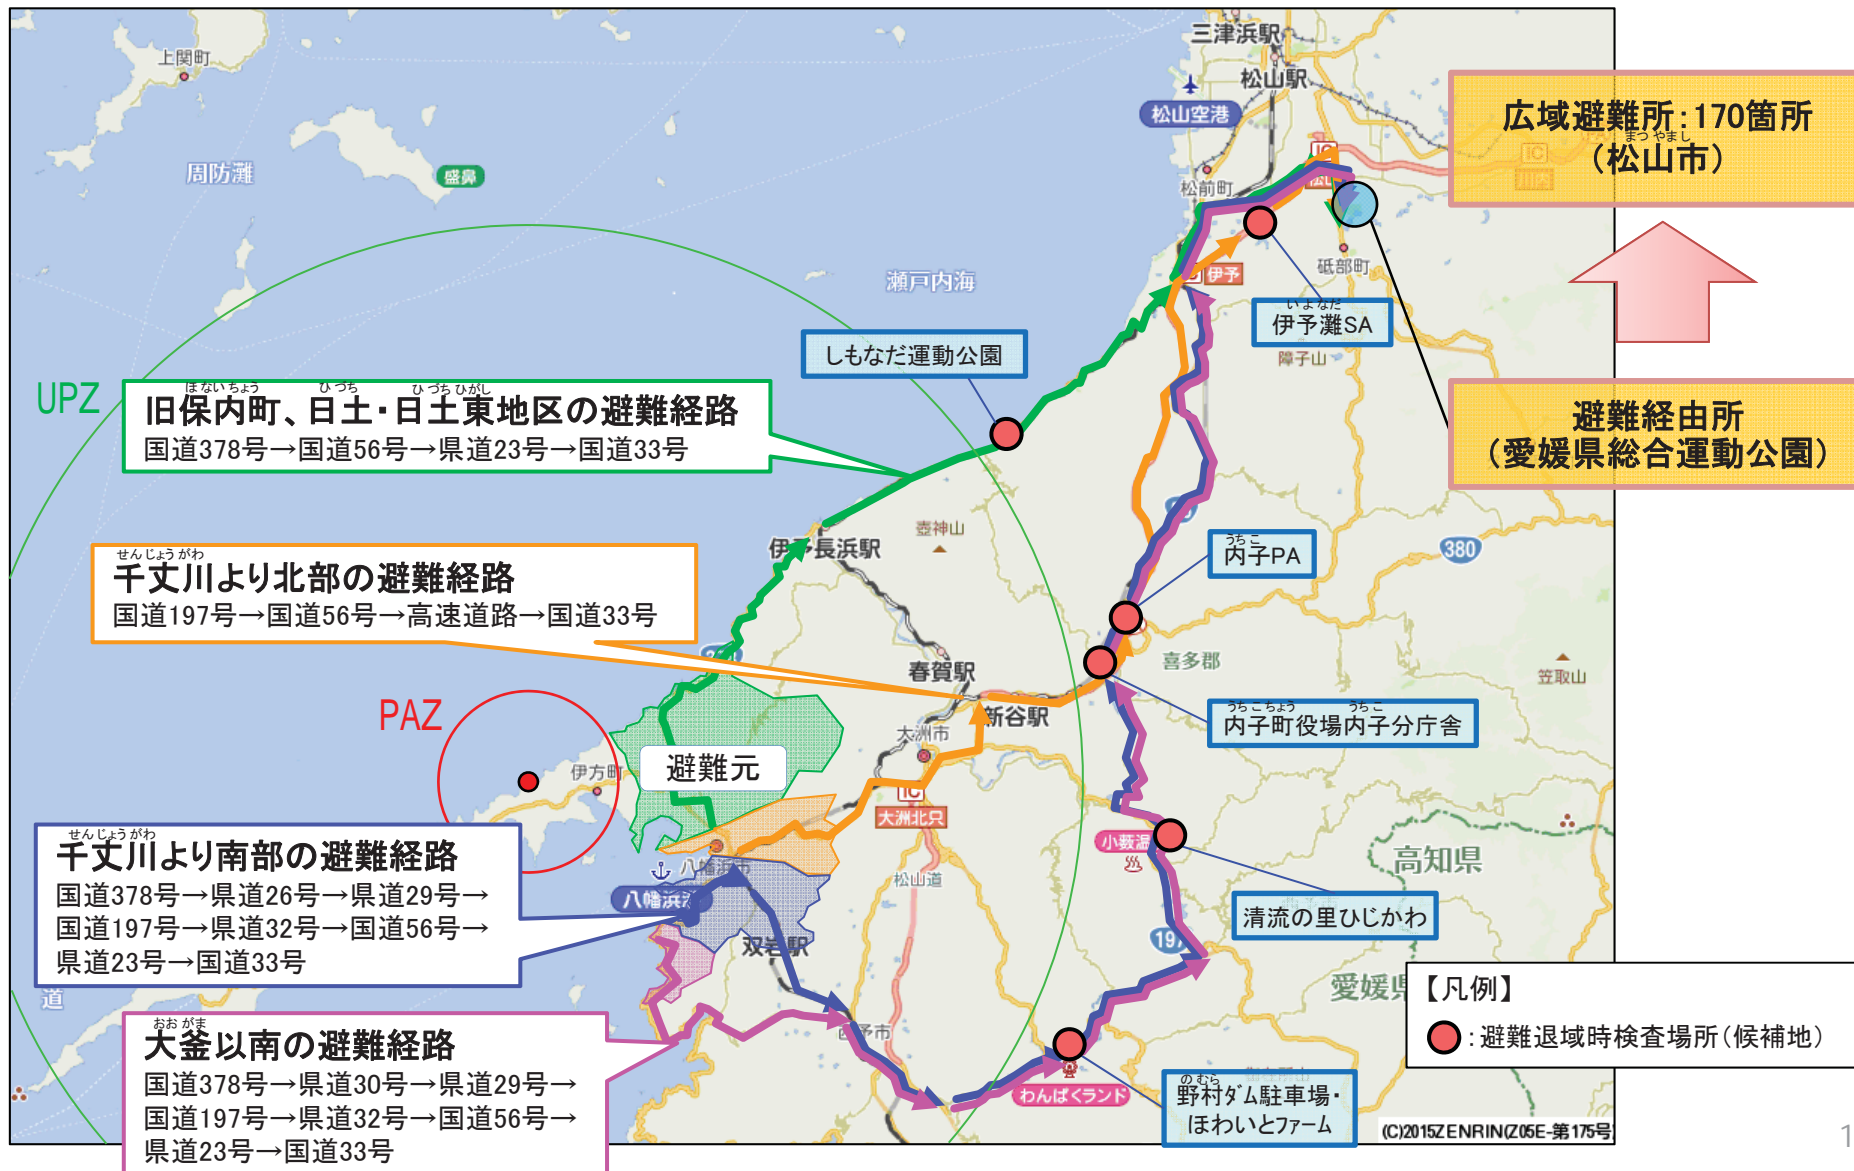 上関町
周防灘
盛鼻
三津浜駅
松山駅
松山空港
松前町
IC
広域避難所：170箇所
まつやまし
（松山市）
砥部町
瀬戸内海
伊予
いよなだ
伊予灘SA
障子山
しもなだ運動公園
避難経由所
（愛媛県総合運動公園）
UPZ
ほないちょう　ひづち　ひづちひがし
旧保内町、日土・日土東地区の避難経路
国道378号→国道56号→県道23号→国道33号
壺神山
伊予長浜駅
うちこ
内子PA
380
せんじょうがわ
千丈川より北部の避難経路
国道197号→国道56号→高速道路→国道33号
喜多郡
笠取山
春賀駅
新谷駅
うちこちょう　うちこ
内子町役場内子分庁舎
PAZ
大洲市
避難元
伊方町
IC
大洲北只
せんじょうがわ
千丈川より南部の避難経路
国道378号→県道26号→県道29号→
国道197号→県道32号→国道56号→
県道23号→国道33号
八幡浜市
八幡浜港
松山道
小薮温
高知県
清流の里ひじかわ
双岩駅
197
愛媛県
道
【凡例】
：避難退域時検査場所（候補地）
おおがま
大釜以南の避難経路
国道378号→県道30号→県道29号→
国道197号→県道32号→国道56号→
県道23号→国道33号
西予市
わんぱくランド
のむら
野村ダム駐車場・
ほわいとファーム
(C)2015ZENRIN(Z05E-第175号)
1